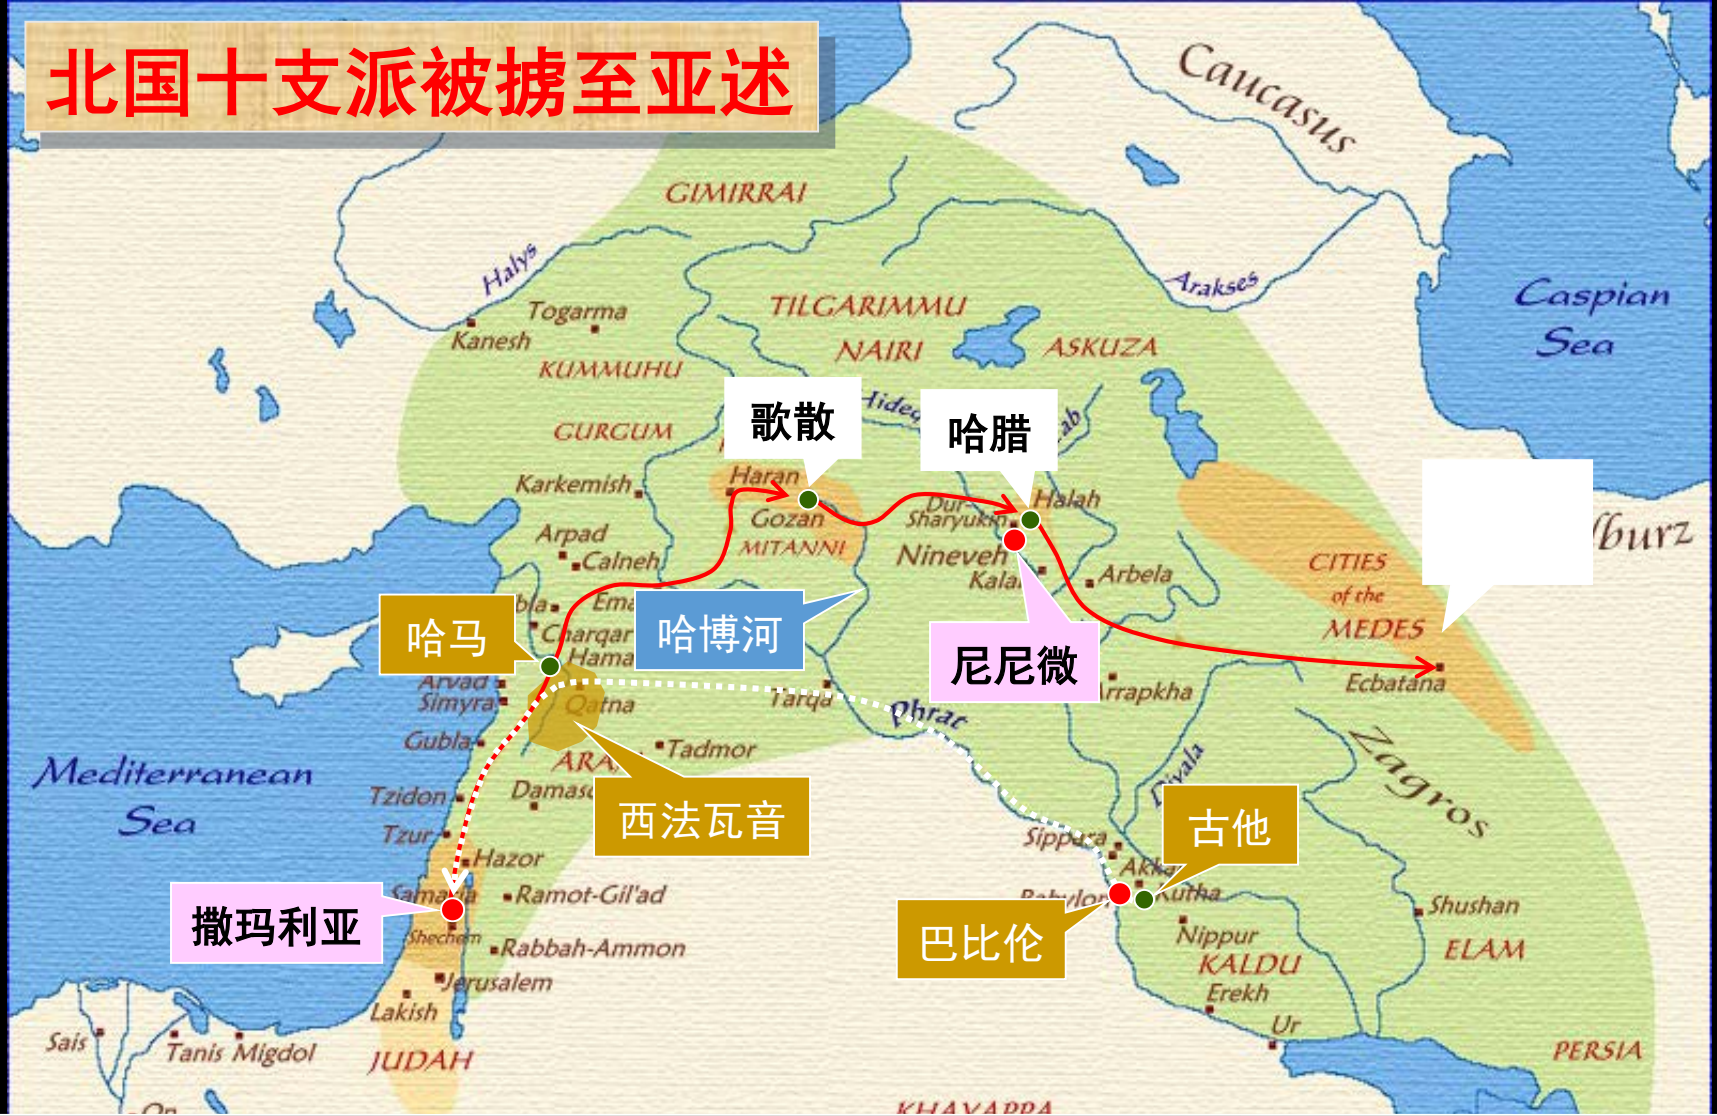 北国十支派被掳至亚述
Caucasus
GIMIRRAI
Halys
Arakses
Caspian
Sea
Togarma
Kanesh
TILGARIMMU
NAIRI
ASKUZA
KUMMUHU
GURGUM
歌散
哈腊
Karkemish
Haran
Gozan
MITANNI
Dur-
Sharyukin
Halah
Nineveh
Arbela
Arpad
Calneh
CITIES
of the
MEDES
哈马
哈博河
尼尼微
Ecbatana
Arvad
Simyra
Qatna
Tarqa
Phrat
Gubla
Tadmor
Mediterranean
Sea
Zagros
Tzidon
西法瓦音
古他
Tzur
Sippara
Hazor
Samaria
Ramot-Gil'ad
Babylon
Kutha
Shushan
撒玛利亚
巴比伦
Shechem
Rabbah-Ammon
Nippur
KALDU
ELAM
Jerusalem
Lakish
Erekh
Ur
Sais
Tanis
Migdol
JUDAH
PERSIA